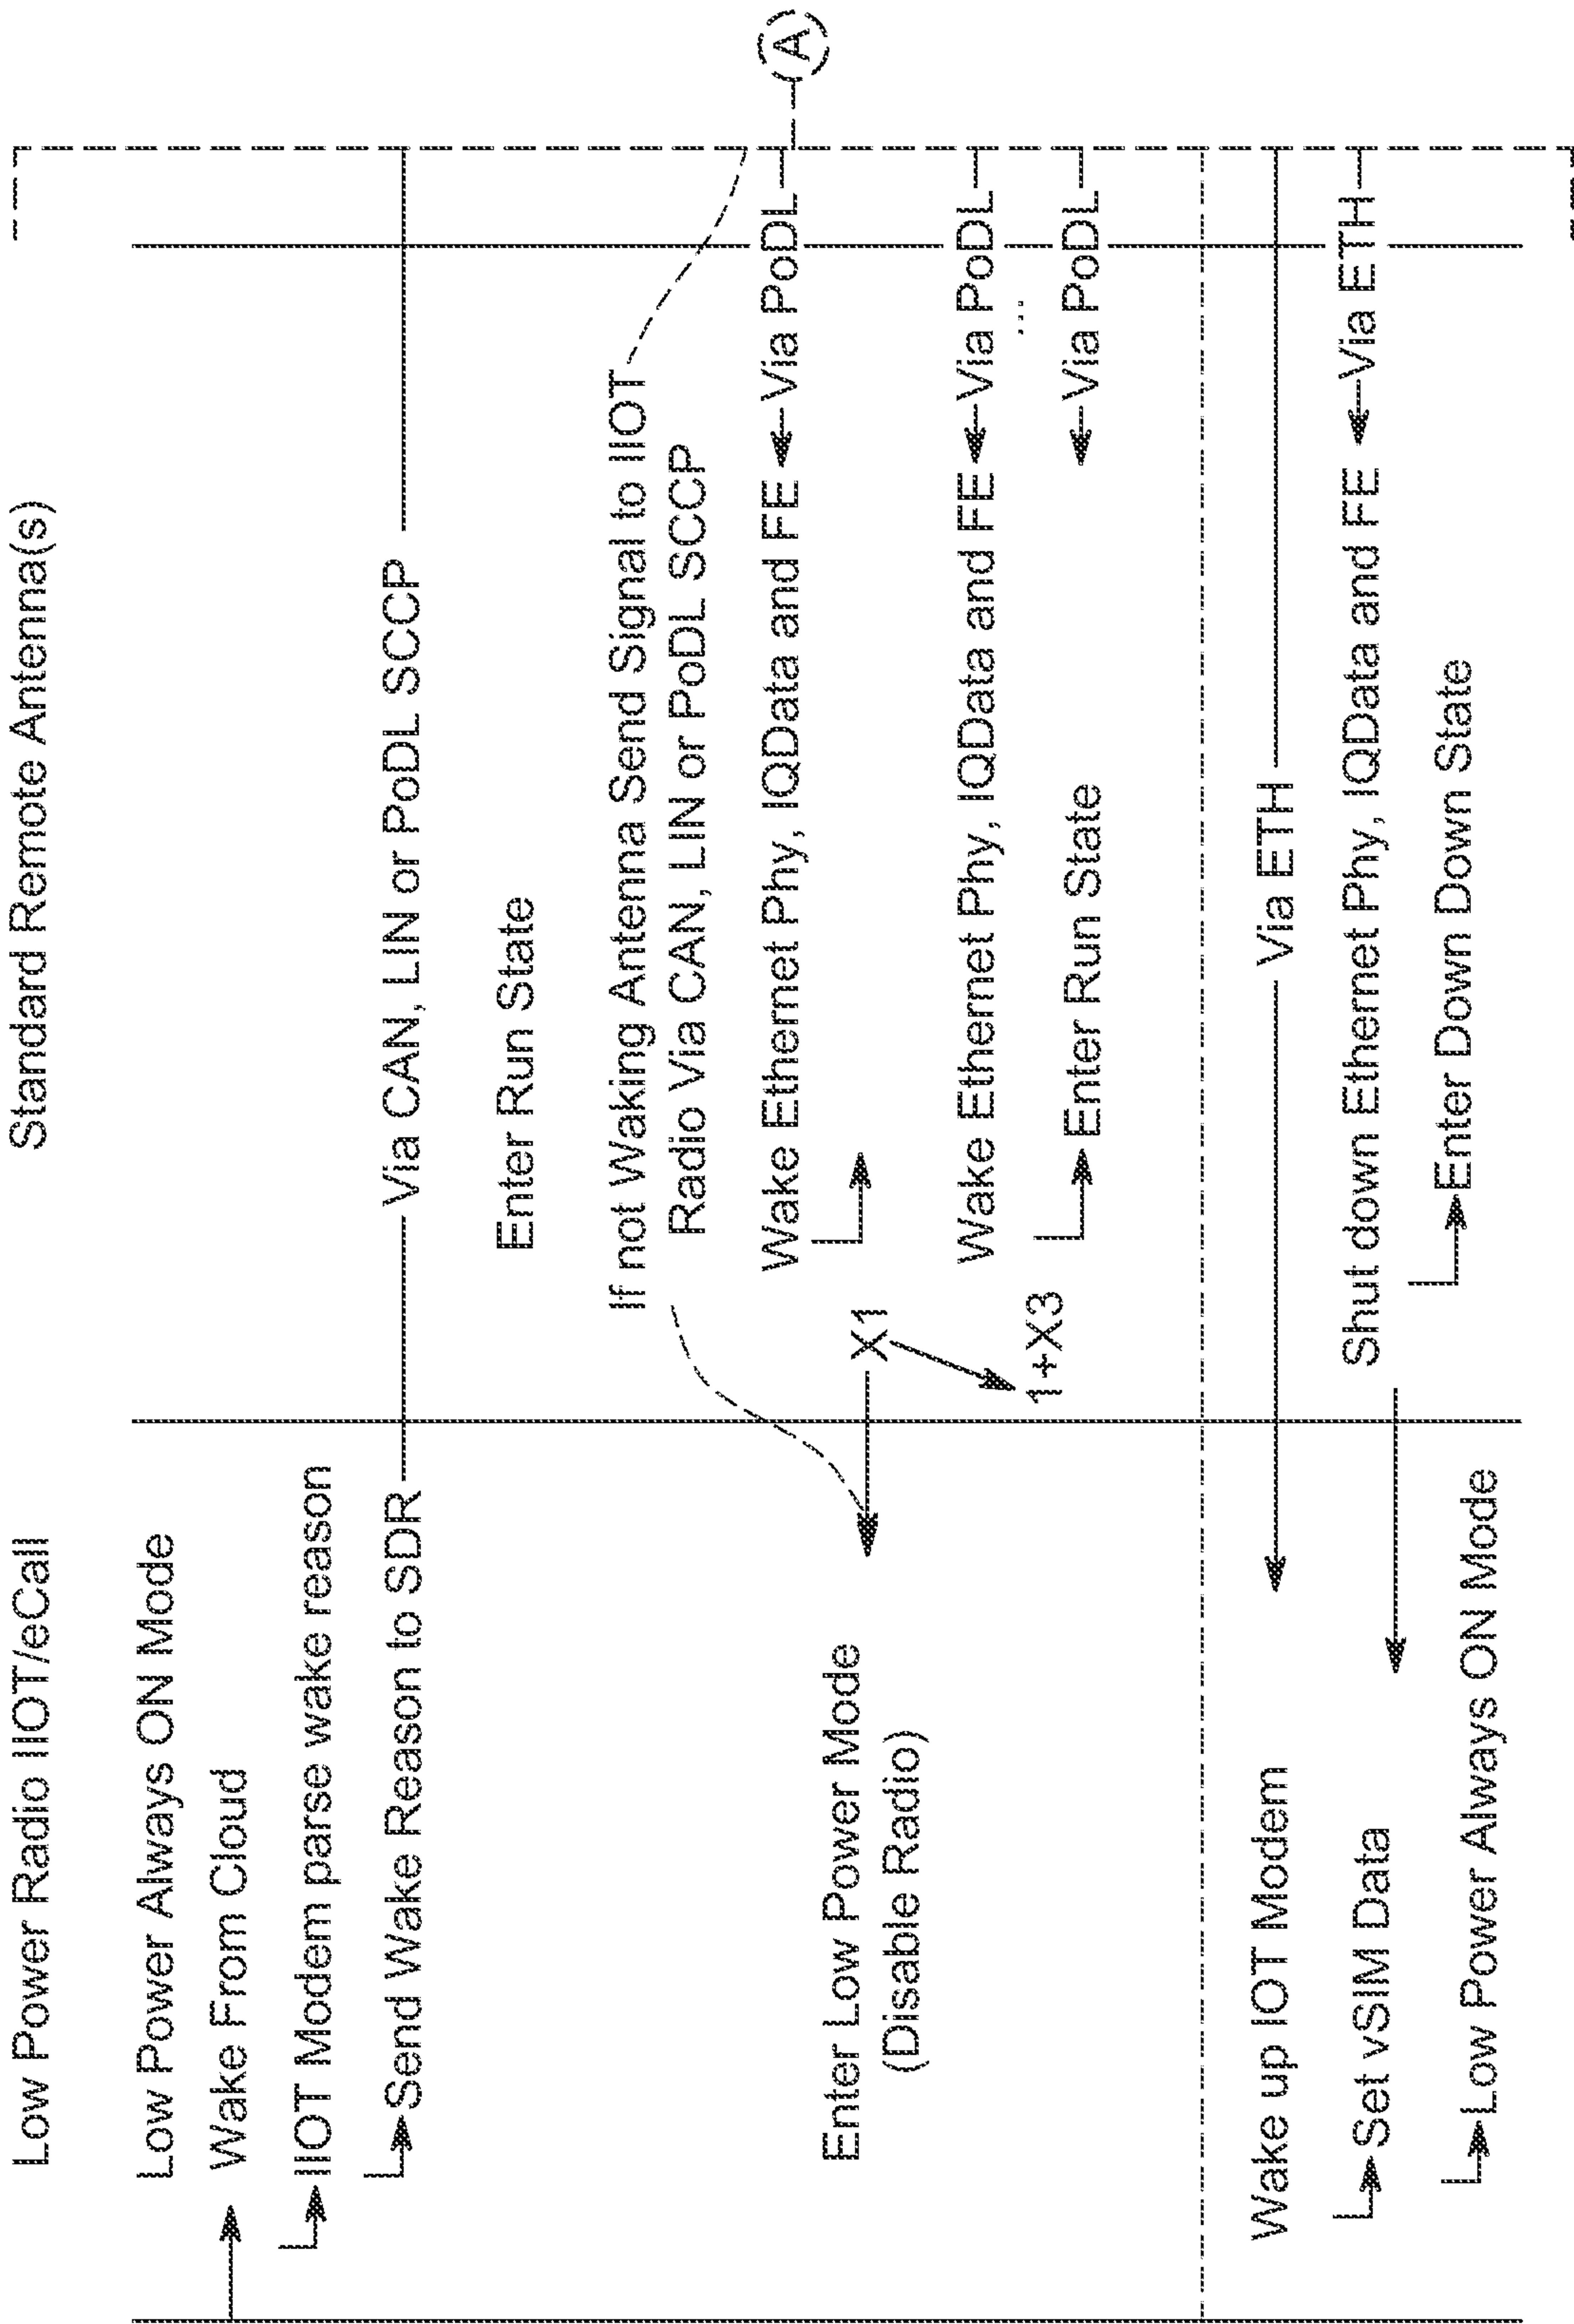 Low Power Radio IIOT/eCall
Standard Remote Antenna(s)
Low Power Always ON Mode
Wake From Cloud
IIOT Modem parse wake reason
Send Wake Reason to SDR
Via CAN, LIN or PoDL SCCP
Enter Run State
If not Waking Antenna Send Signal to IIOT
Radio Via CAN, LIN or PoDL SCCP
Wake Ethernet Phy, IQData and FE
Via PoDL
A
Enter Low Power Mode
(Disable Radio)
X1
Wake Ethernet Phy, IQData and FE
Via PoDL
...
1+X3
Enter Run State
Via PoDL
Wake up IOT Modem
Via ETH
Set vSIM Data
Shut down Ethernet Phy, IQData and FE
Via ETH
Low Power Always ON Mode
Enter Down Down State